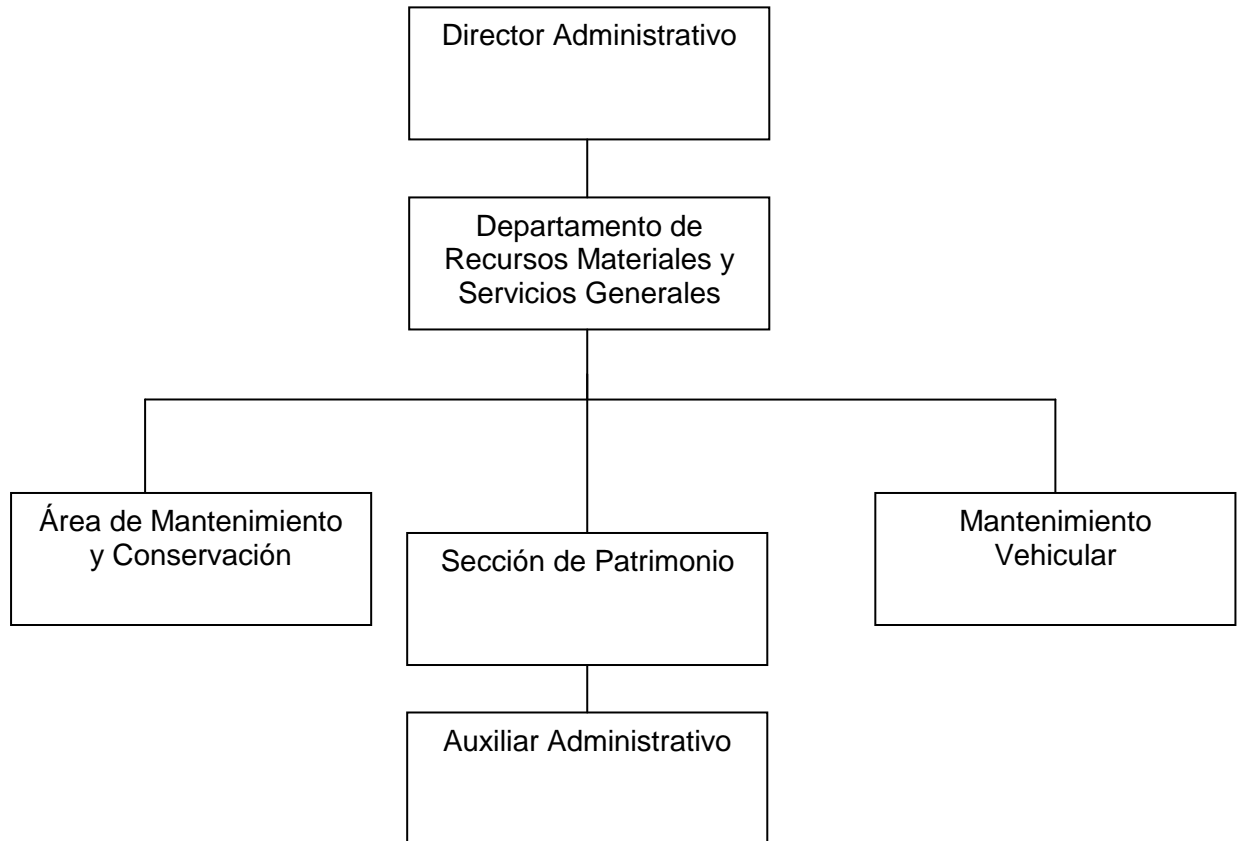 Director Administrativo
Departamento de
Recursos Materiales y
Servicios Generales
Área de Mantenimiento
y Conservación
Sección de Patrimonio
Mantenimiento
Vehicular
Auxiliar Administrativo